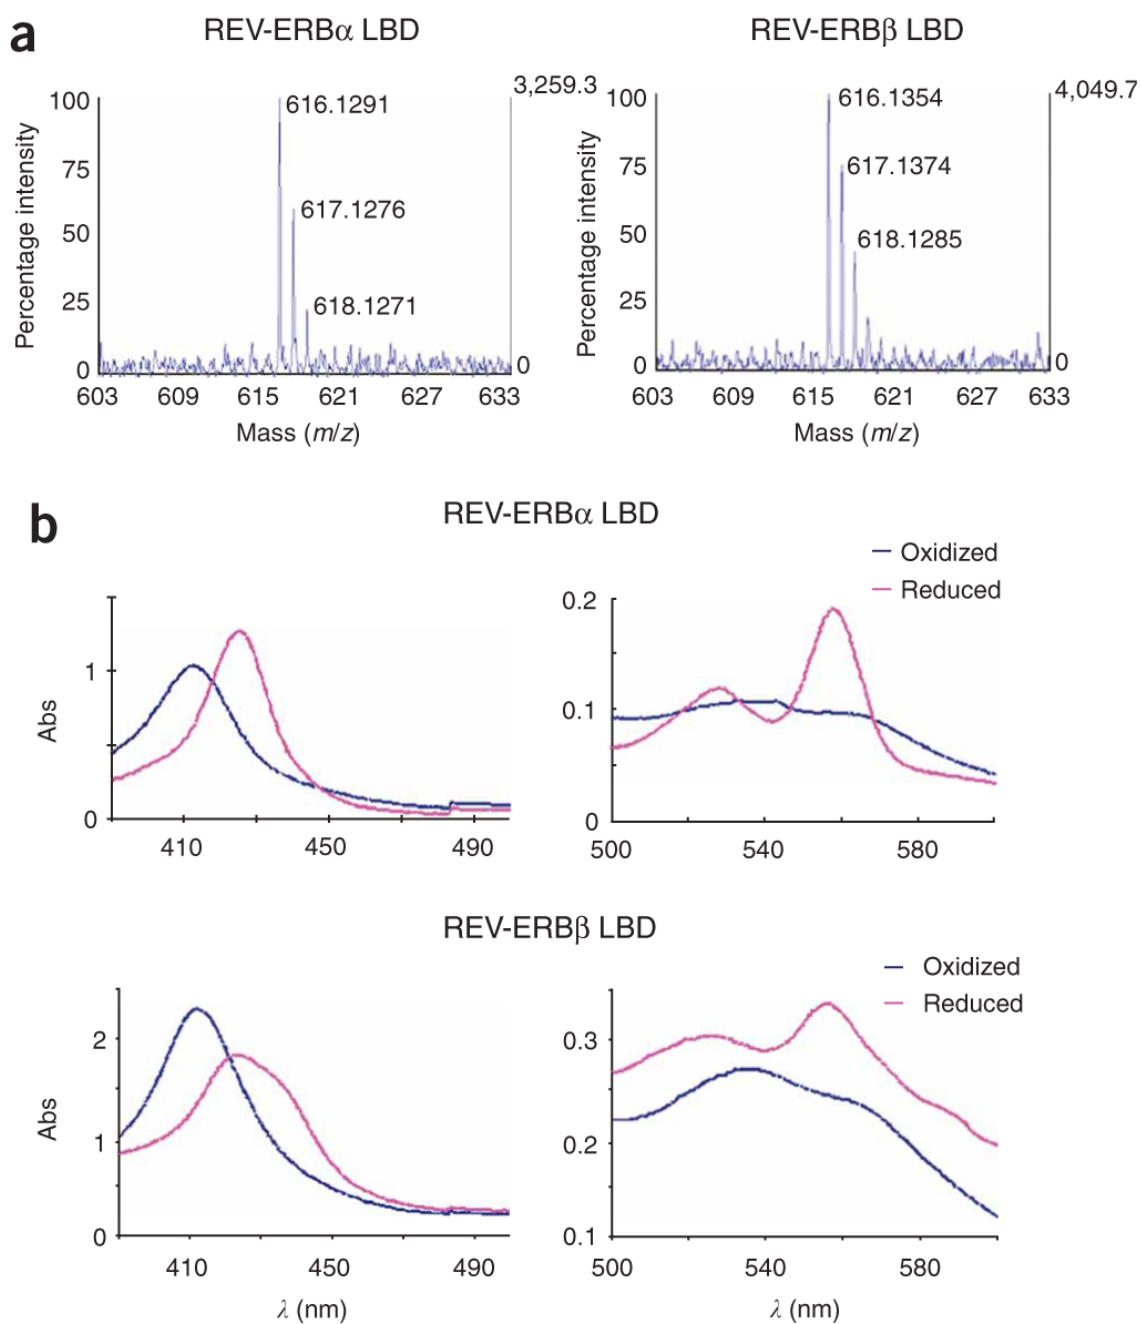 a
REV-ERBα LBD
REV-ERBβ LBD
Percentage intensity
100
75
50
25
0
616.1291
617.1276
618.1271
3,259.3
0
603 609 615 621 627 633
Mass (m/z)
Percentage intensity
100
75
50
25
0
616.1354
617.1374
618.1285
4,049.7
0
603 609 615 621 627 633
Mass (m/z)
b
REV-ERBα LBD
Oxidized
Reduced
Abs
1
0
410 450 490
0.2
0.1
0
500 540 580
REV-ERBβ LBD
Oxidized
Reduced
Abs
2
1
0
410 450 490
λ (nm)
0.3
0.2
0.1
500 540 580
λ (nm)